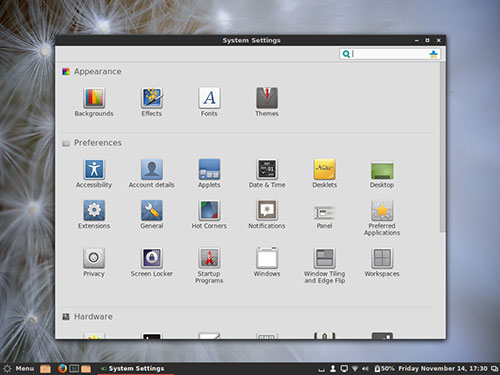 System Settings
Appearance
Backgrounds
Effects
Fonts
Themes
Preferences
Accessibility
Account details
Applets
Date & Time
Desklets
Desktop
Extensions
General
Hot Corners
Notifications
Panel
Preferred
Applications
Privacy
Screen Locker
Startup
Programs
Windows
Window Tiling
and Edge Flip
Workspaces
Hardware
Menu
System Settings
50% Friday November 14, 17:30